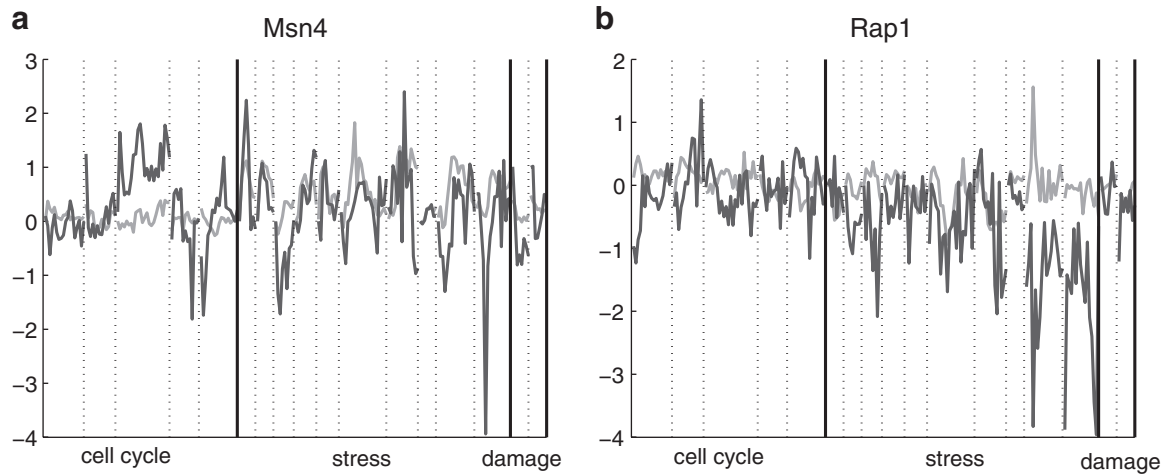 a
Msn4
3
2
1
0
−1
−2
−3
−4
cell cycle
stress
damage
b
Rap1
2
1
0
−1
−2
−3
−4
cell cycle
stress
damage